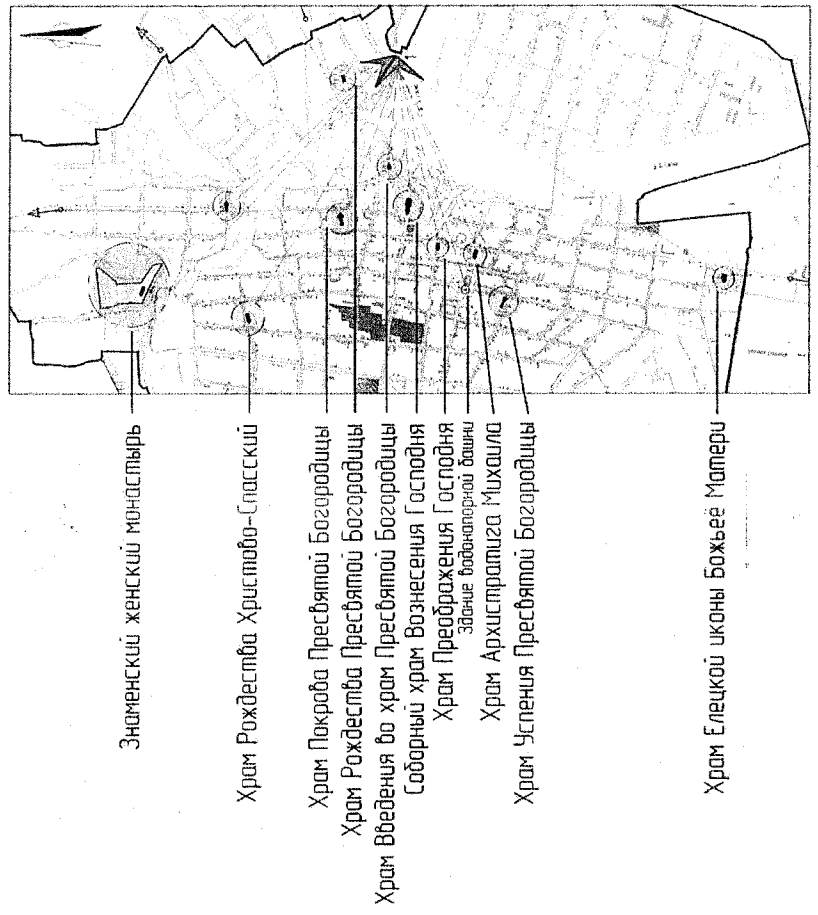 Знаменский женский монастырь
Храм Рождества Христово-Спасский
Храм Покрова Пресвятой Богородицы
Храм Рождества Пресвятой Богородицы
Храм Введения во храм Пресвятой Богородицы
Соборный храм Вознесения Господня
Храм Преображения Господня
Здание водонапорной башни
Храм Архистратига Михаила
Храм Успения Пресвятой Богородицы
Храм Елецкой иконы Божьей Матери